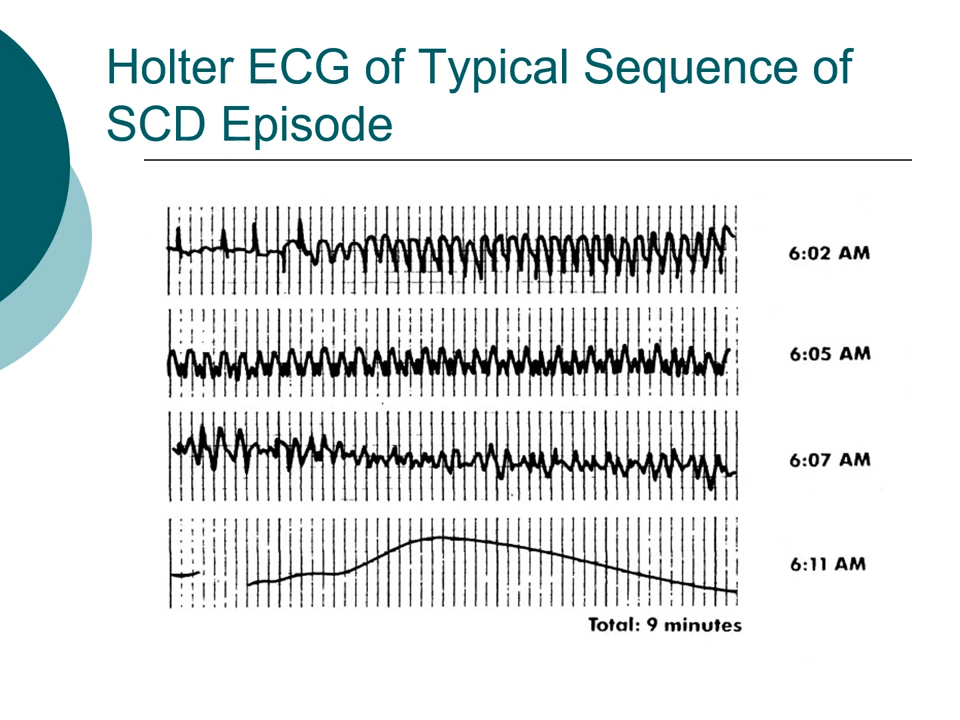 Holter ECG of Typical Sequence of
SCD Episode
6:02 AM
6:05 AM
6:07 AM
6:11 AM
Total: 9 minutes